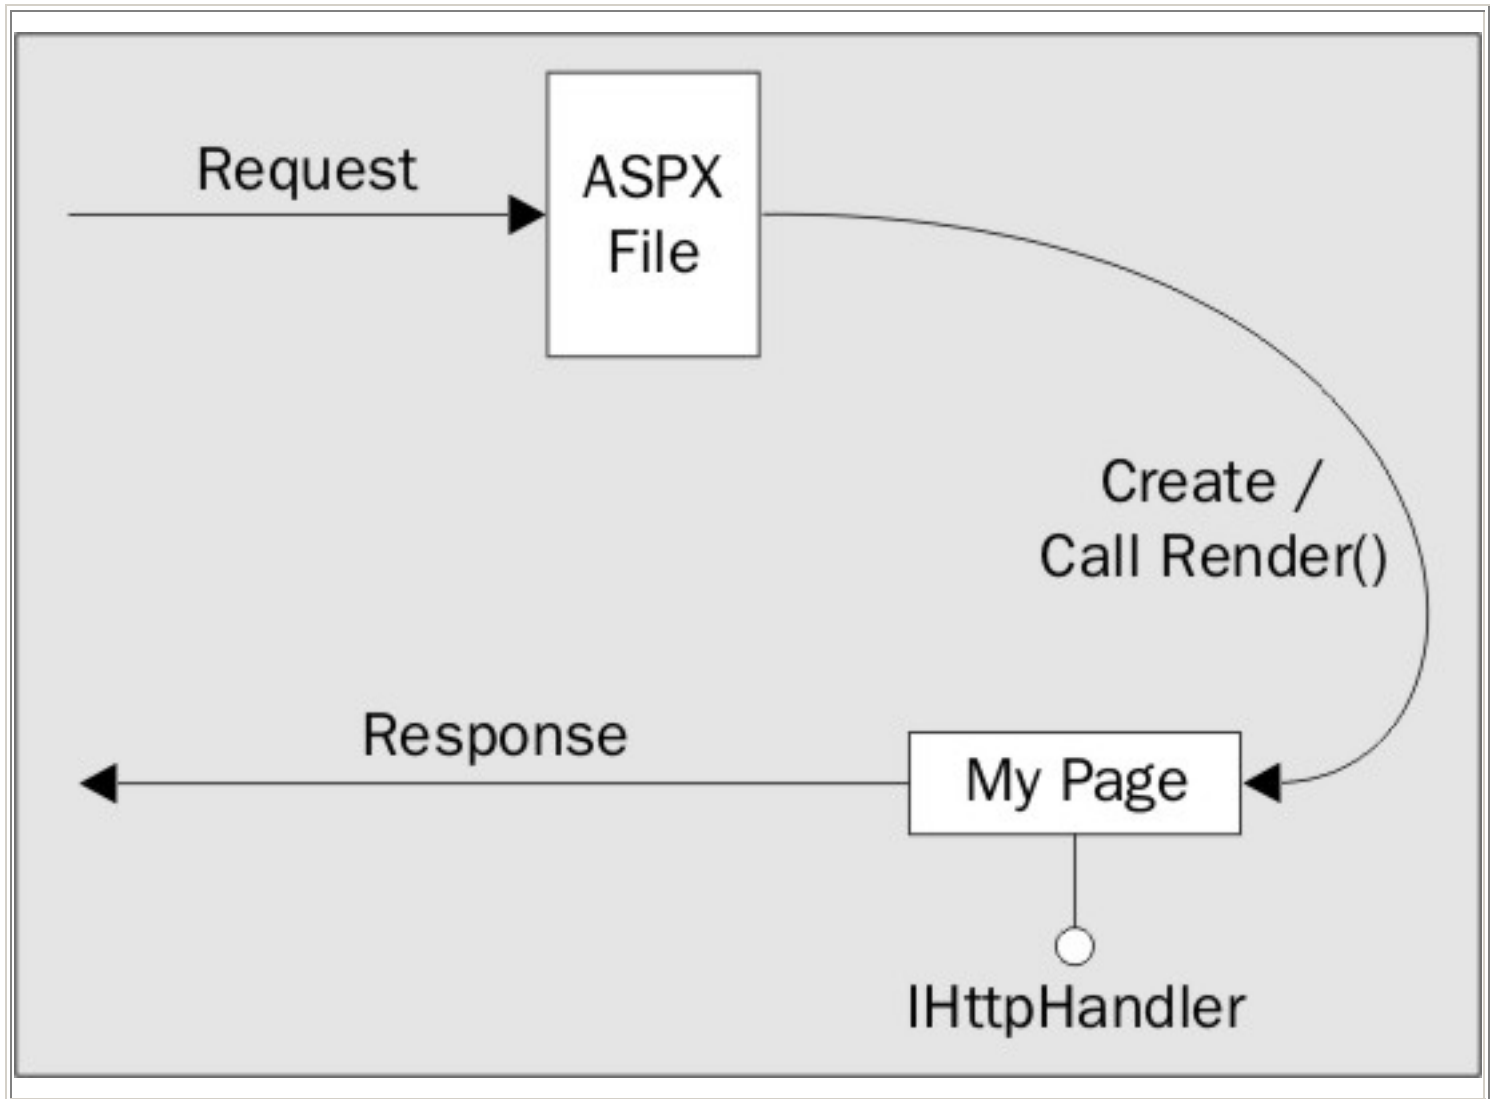 Request
ASPX
File
Create /
Call Render()
Response
My Page
IHttpHandler